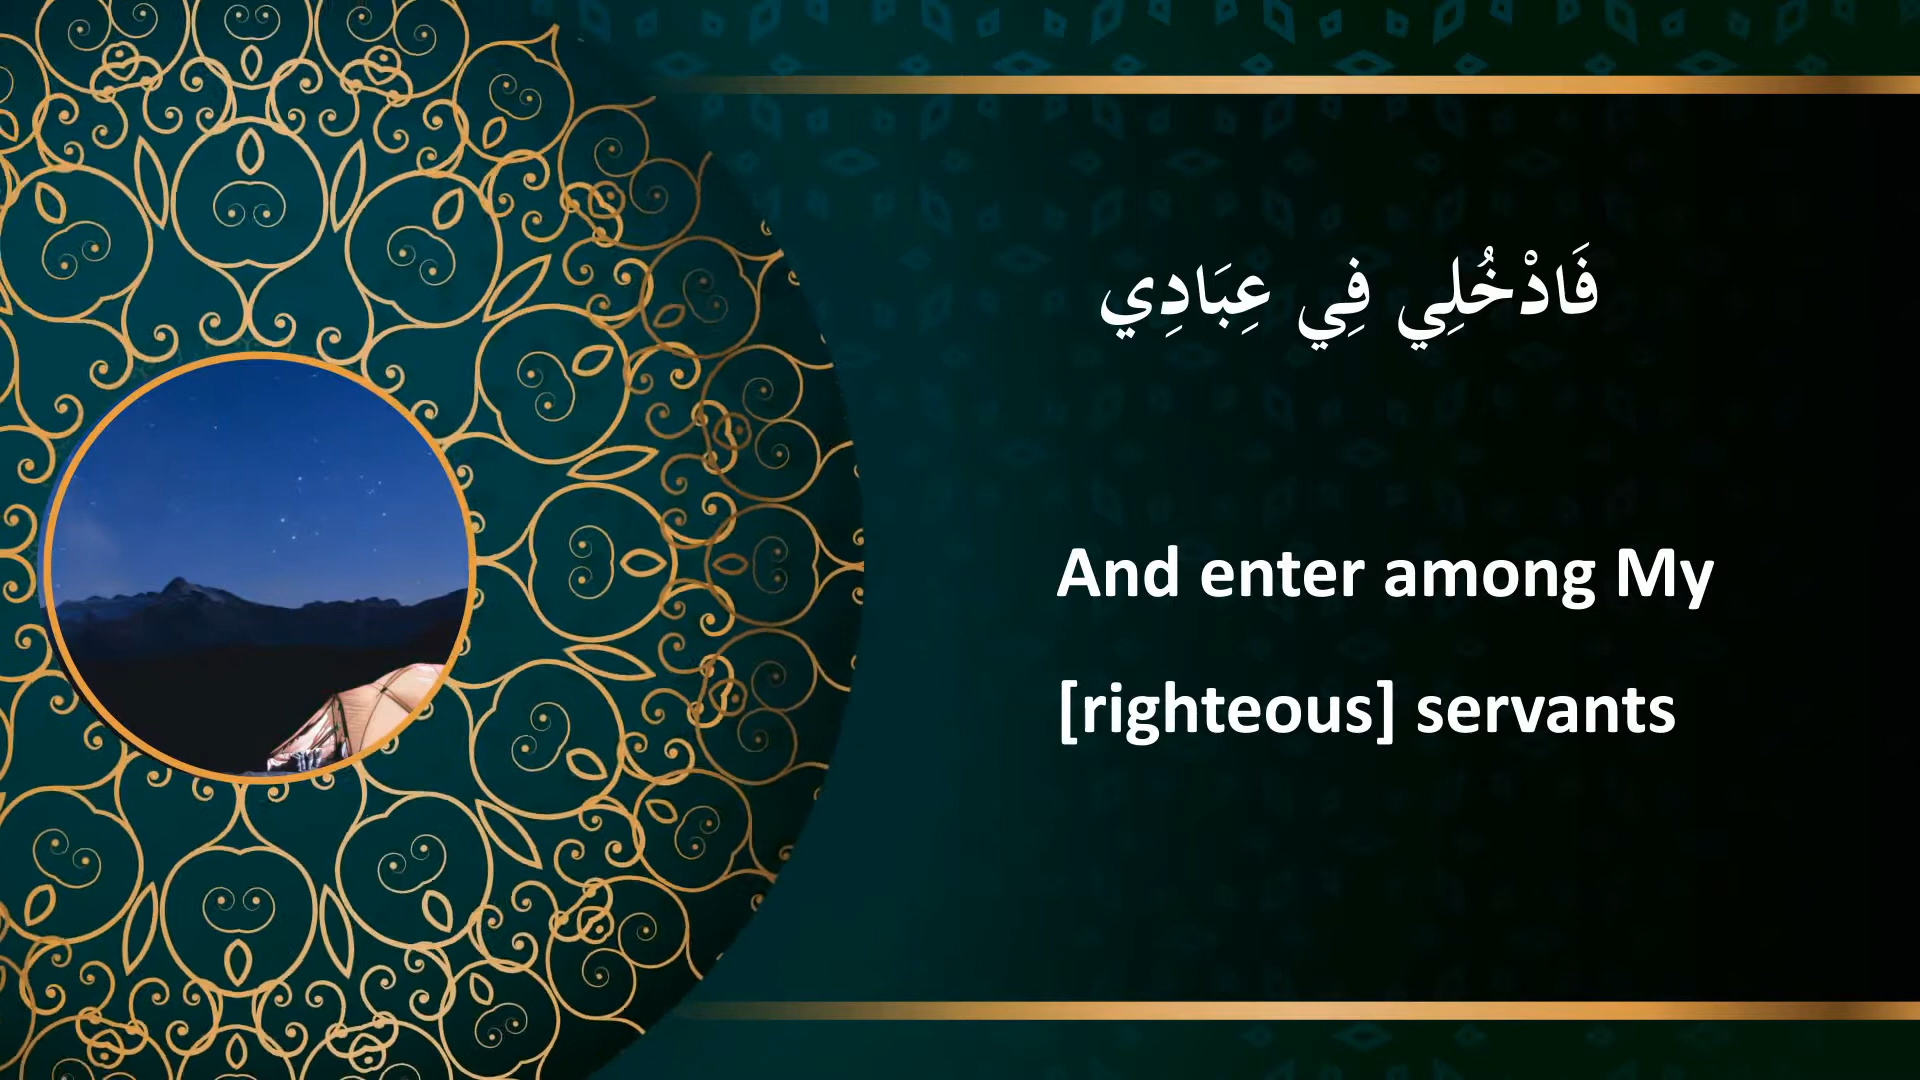 فَادْخُلِي فِي عِبَادِي
And enter among My
[righteous] servants